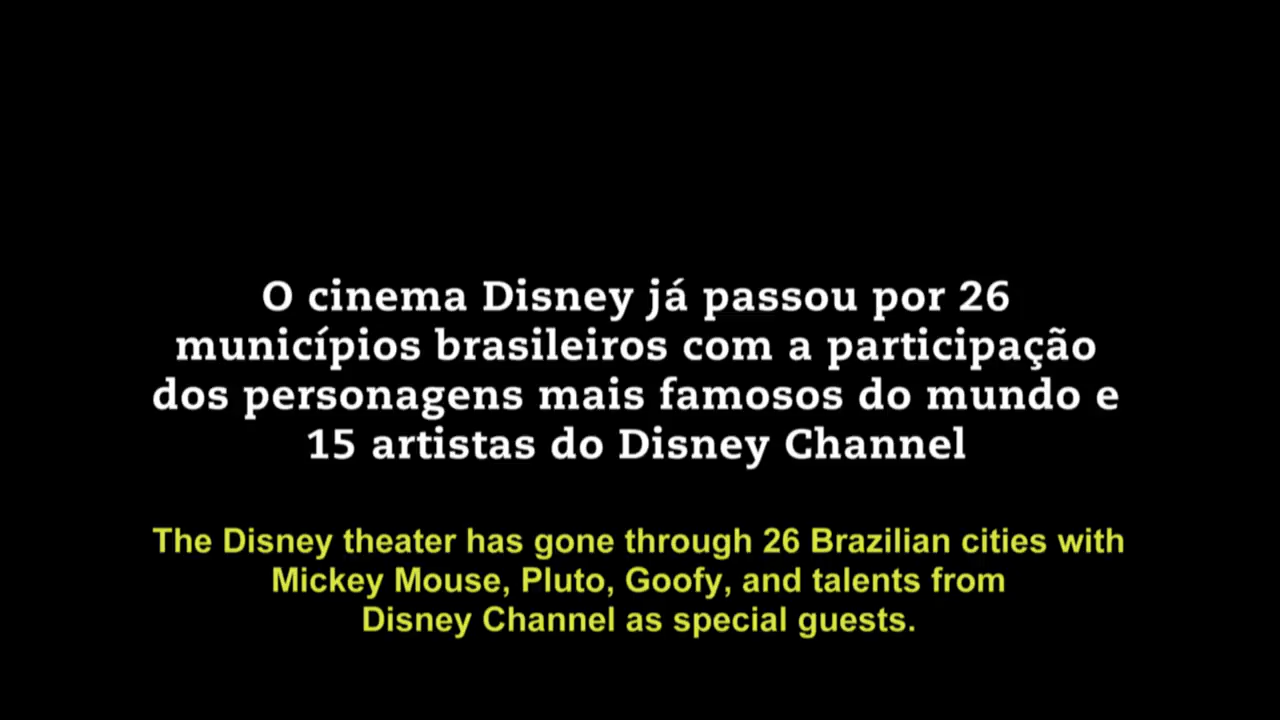 O cinema Disney já passou por 26
municípios brasileiros com a participação
dos personagens mais famosos do mundo e
15 artistas do Disney Channel
The Disney theater has gone through 26 Brazilian cities with
Mickey Mouse, Pluto, Goofy, and talents from
Disney Channel as special guests.